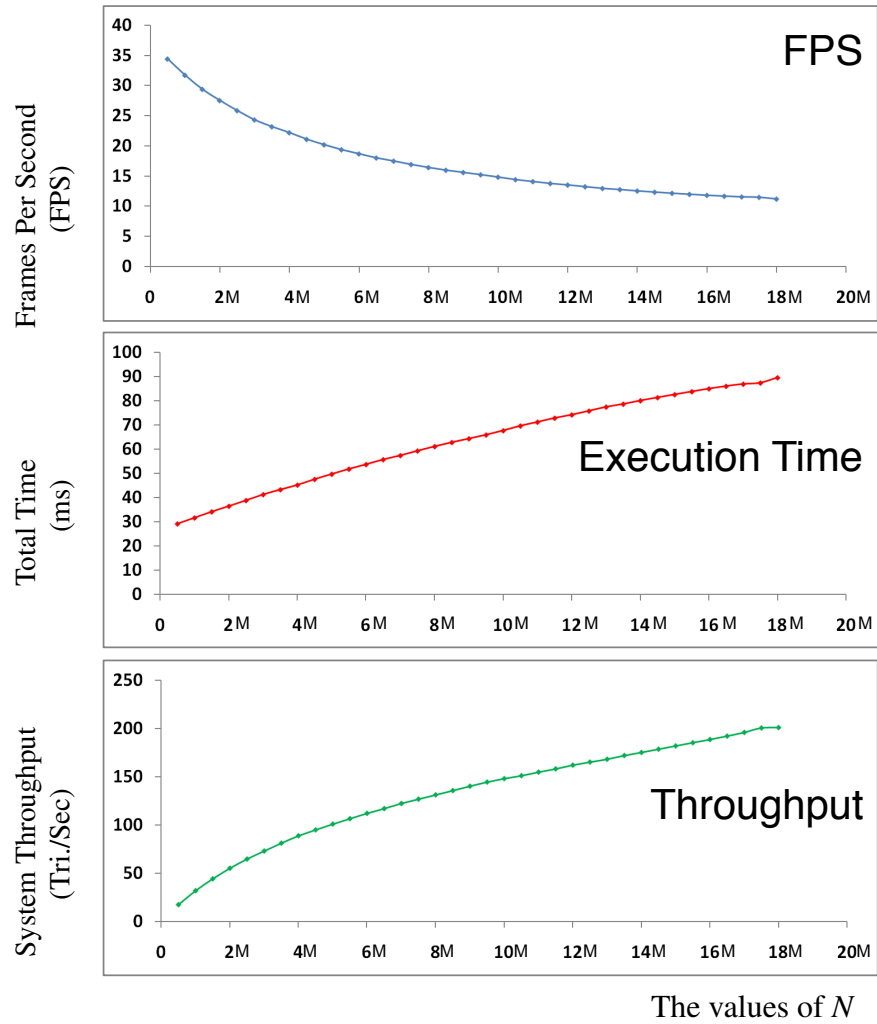 Frames Per Second
(FPS)
FPS
40
35
30
25
20
15
10
5
0
0 2M 4M 6M 8M 10M 12M 14M 16M 18M 20M
Total Time
(ms)
Execution Time
100
90
80
70
60
50
40
30
20
10
0
0 2M 4M 6M 8M 10M 12M 14M 16M 18M 20M
System Throughput
(Tri./Sec)
Throughput
250
200
150
100
50
0
0 2M 4M 6M 8M 10M 12M 14M 16M 18M 20M
The values of N